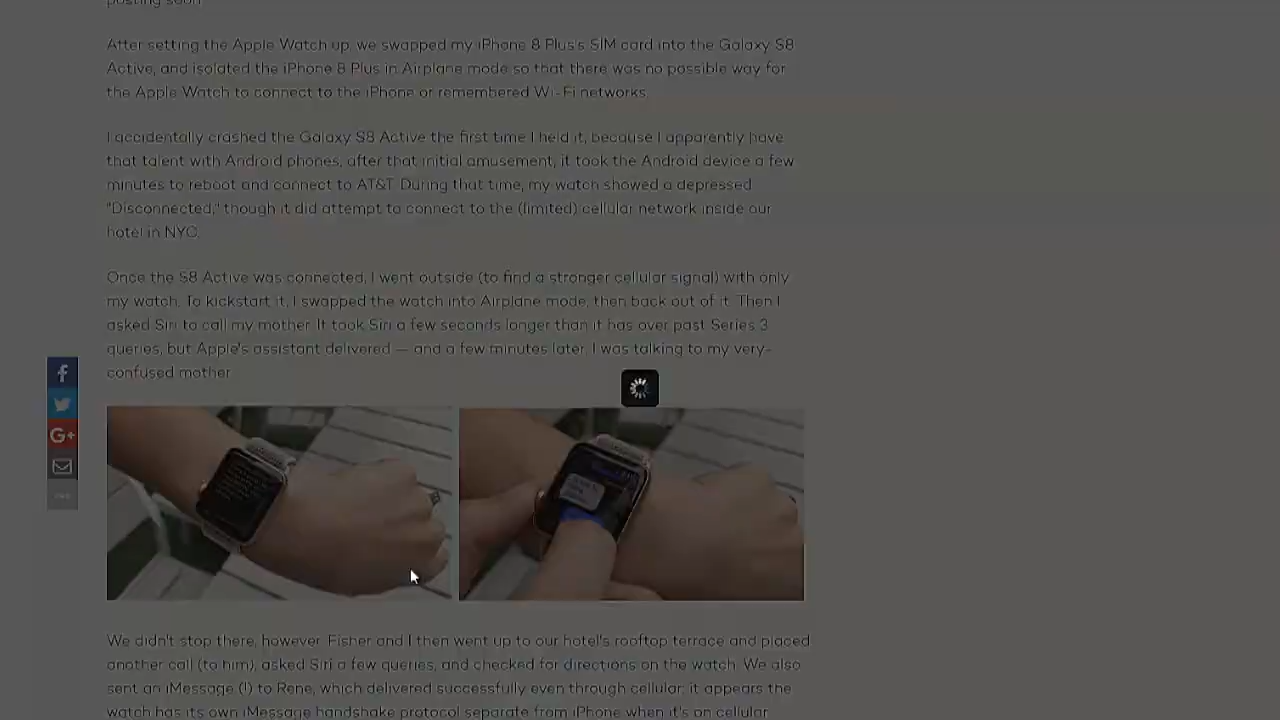 posting soon.
After setting the Apple Watch up, we swapped my iPhone 8 Plus's SIM card into the Galaxy S8
Active, and isolated the iPhone 8 Plus in Airplane mode so that there was no possible way for
the Apple Watch to connect to the iPhone or remembered Wi-Fi networks.
I accidentally crashed the Galaxy S8 Active the first time I held it, because I apparently have
that talent with Android phones; after that initial amusement, it took the Android device a few
minutes to reboot and connect to AT&T. During that time, my watch showed a depressed
"Disconnected," though it did attempt to connect to the (limited) cellular network inside our
hotel in NYC.
Once the S8 Active was connected, I went outside (to find a stronger cellular signal) with only
my watch. To kickstart it, I swapped the watch into Airplane mode, then back out of it. Then I
asked Siri to call my mother. It took Siri a few seconds longer than it has over past Series 3
queries, but Apple's assistant delivered — and a few minutes later, I was talking to my very-
confused mother.
f
G+
We didn't stop there, however. Fisher and I then went up to our hotel's rooftop terrace and placed
another call (to him), asked Siri a few queries, and checked for directions on the watch. We also
sent an iMessage (!) to Rene, which delivered successfully even through cellular; it appears the
watch has its own iMessage handshake protocol separate from iPhone when it's on cellular